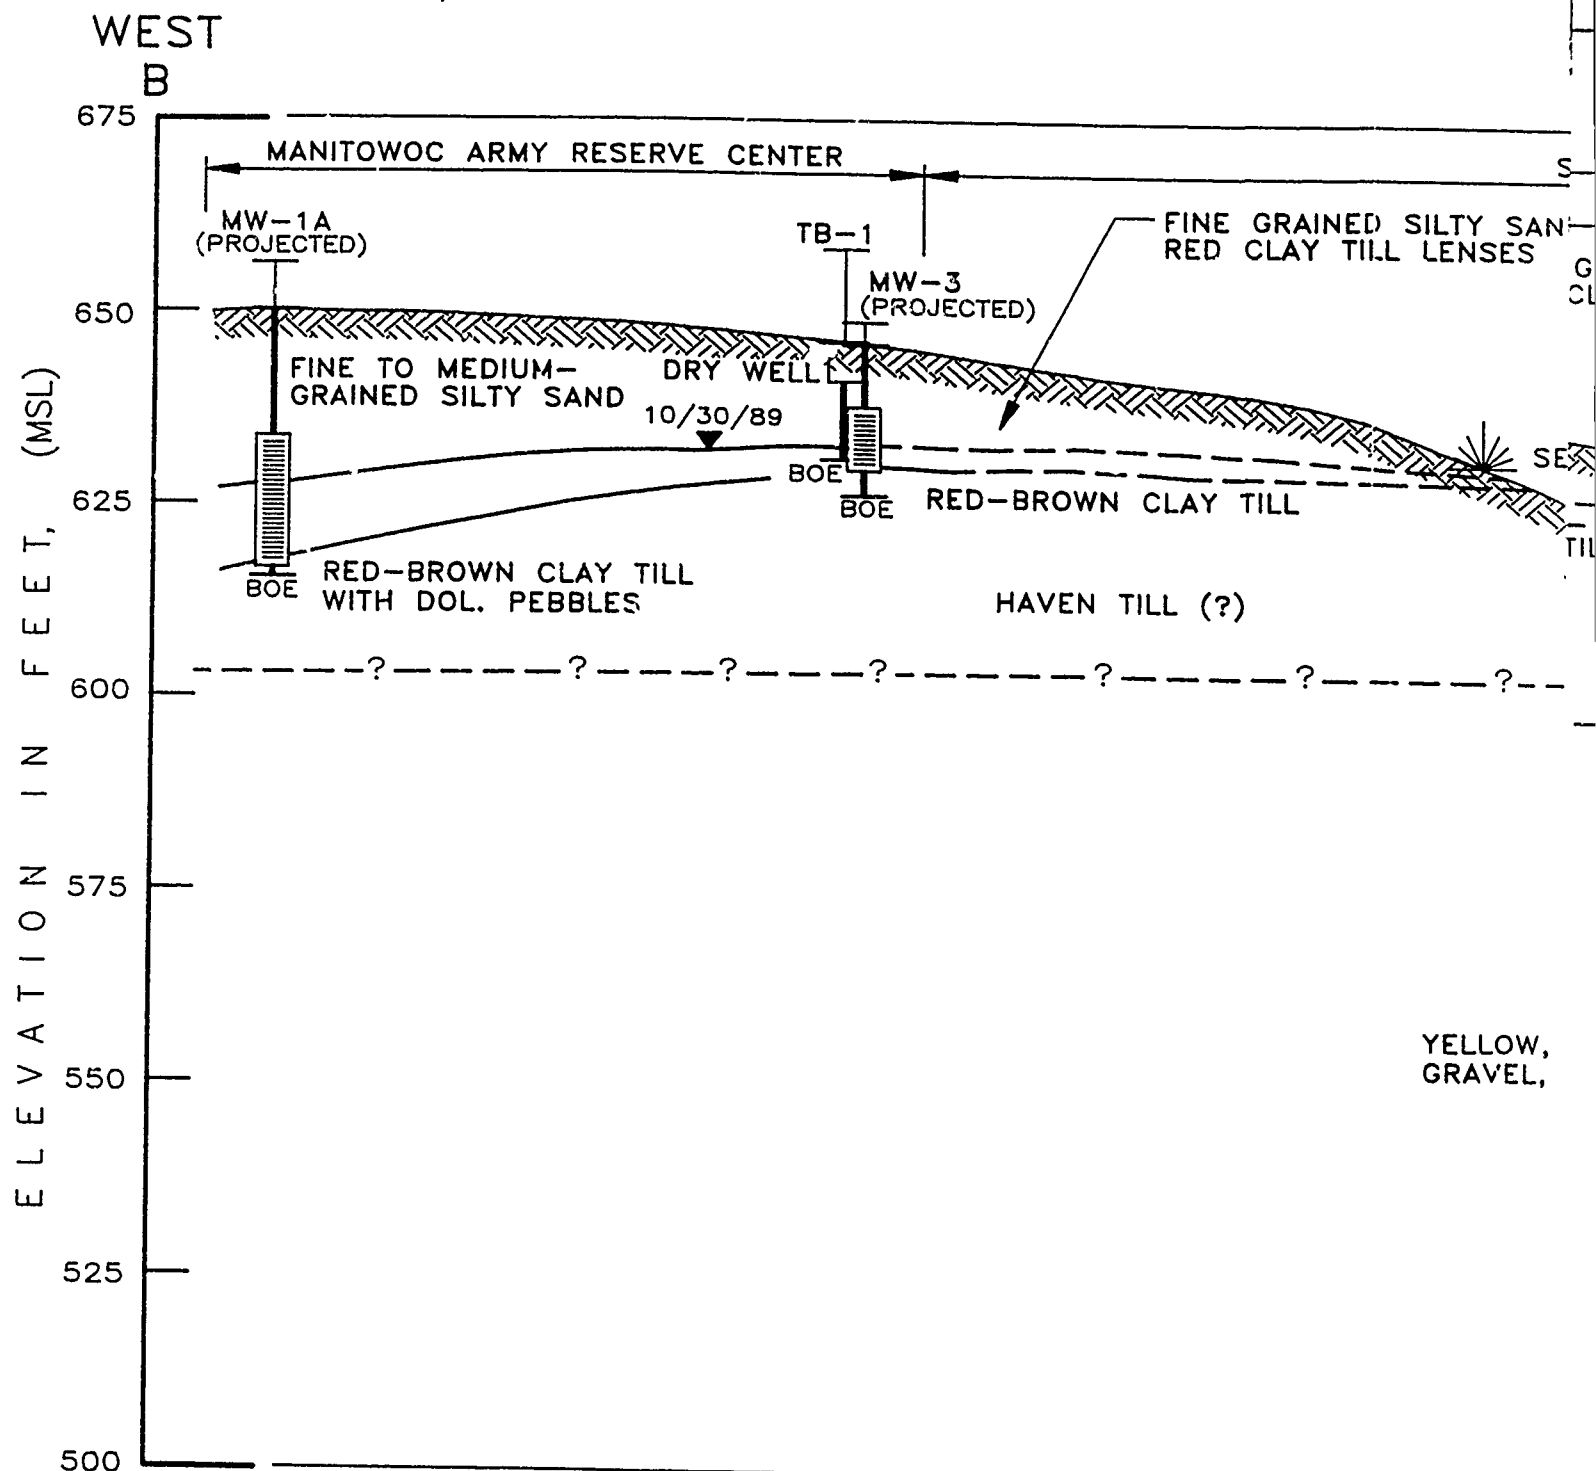 WEST
B
675
MANITOWOC ARMY RESERVE CENTER
S
MW-1A
(PROJECTED)
TB-1
FINE GRAINED SILTY SAN
RED CLAY TILL LENSES
MW-3
(PROJECTED)
G
CL
650
FINE TO MEDIUM-
GRAINED SILTY SAND
DRY WELL
10/30/89
SE
BOE
625
RED-BROWN CLAY TILL
BOE
TIL
BOE
RED-BROWN CLAY TILL
WITH DOL. PEBBLES
HAVEN TILL (?)
? ? ? ? ? ? ?
600
575
550
YELLOW,
GRAVEL,
525
500
ELEVATION IN FEET, (MSL)